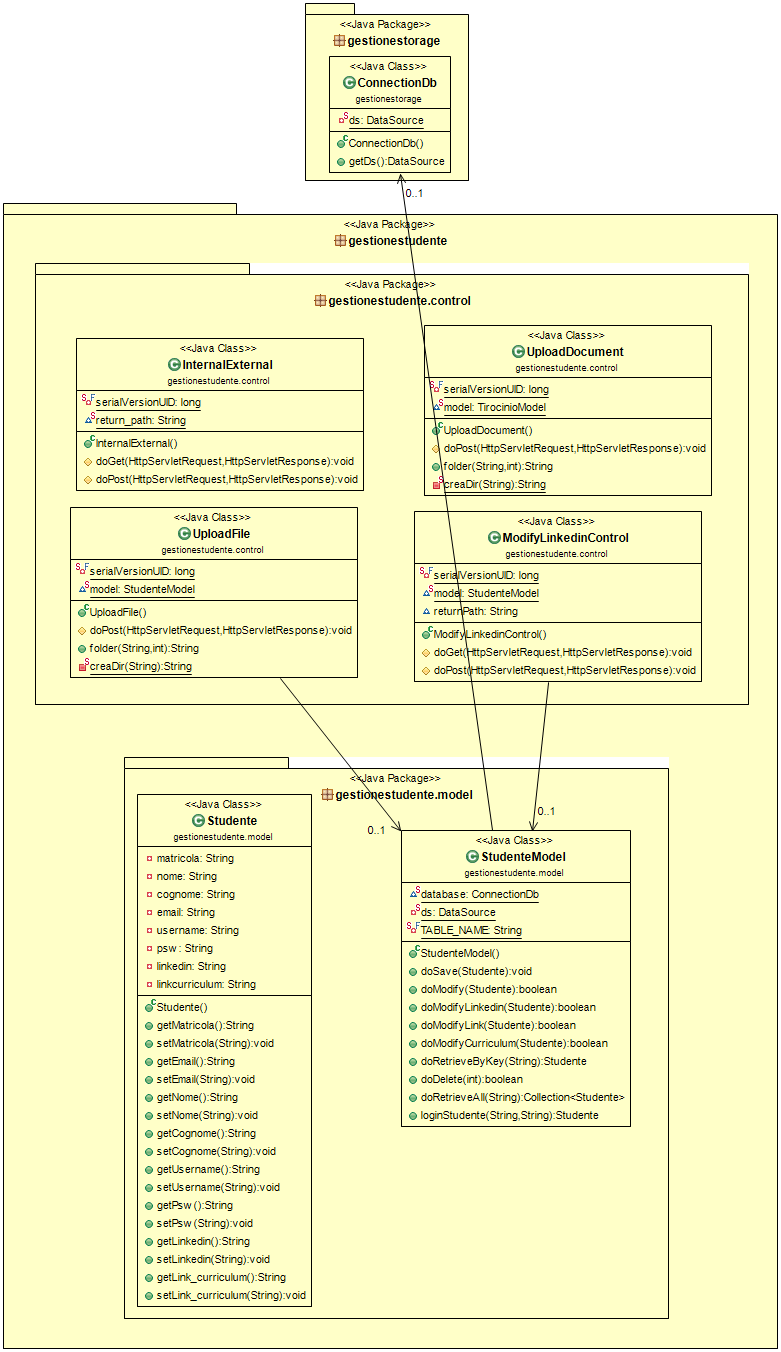 <<Java Package>>
gestionestorage
<<Java Class>>
ConnectionDb
gestionestorage
ds: DataSource
ConnectionDb()
getDs():DataSource
0..1
<<Java Package>>
gestionestudente
<<Java Package>>
gestionestudente.control
<<Java Class>>
InternalExternal
gestionestudente.control
serialVersionUID: long
return_path: String
InternalExternal()
doGet(HttpServletRequest,HttpServletResponse):void
doPost(HttpServletRequest,HttpServletResponse):void
<<Java Class>>
UploadDocument
gestionestudente.control
serialVersionUID: long
model: TirocinioModel
UploadDocument()
doPost(HttpServletRequest,HttpServletResponse):void
folder(String,int):String
creaDir(String):String
<<Java Class>>
UploadFile
gestionestudente.control
serialVersionUID: long
model: StudenteModel
UploadFile()
doPost(HttpServletRequest,HttpServletResponse):void
folder(String,int):String
creaDir(String):String
<<Java Class>>
ModifyLinkedinControl
gestionestudente.control
serialVersionUID: long
model: StudenteModel
returnPath: String
ModifyLinkedinControl()
doGet(HttpServletRequest,HttpServletResponse):void
doPost(HttpServletRequest,HttpServletResponse):void
<<Java Package>>
gestionestudente.model
<<Java Class>>
Studente
gestionestudente.model
matricola: String
nome: String
cognome: String
email: String
username: String
psw: String
linkedin: String
linkcurriculum: String
Studente()
getMatricola():String
setMatricola(String):void
getEmail():String
setEmail(String):void
getNome():String
setNome(String):void
getCognome():String
setCognome(String):void
getUsername():String
setUsername(String):void
getPsw():String
setPsw(String):void
getLinkedin():String
setLinkedin(String):void
getLink_curriculum():String
setLink_curriculum(String):void
0..1
0..1
<<Java Class>>
StudenteModel
gestionestudente.model
database: ConnectionDb
ds: DataSource
TABLE_NAME: String
StudenteModel()
doSave(Studente):void
doModify(Studente):boolean
doModifyLinkedin(Studente):boolean
doModifyLink(Studente):boolean
doModifyCurriculum(Studente):boolean
doRetrieveByKey(String):Studente
doDelete(int):boolean
doRetrieveAll(String):Collection<Studente>
loginStudente(String,String):Studente